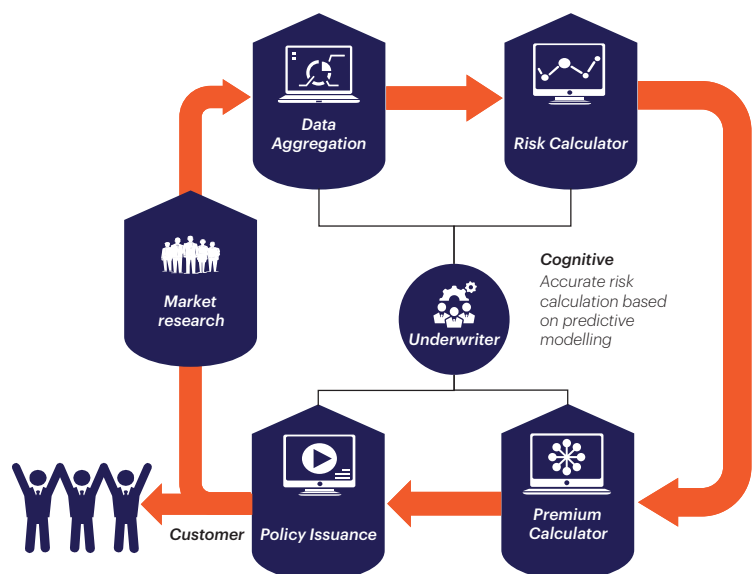 Data
Aggregation
Risk Calculator
Market
research
Cognitive
Accurate risk
calculation based
on predictive
modelling
Underwriter
Customer
Policy Issuance
Premium
Calculator